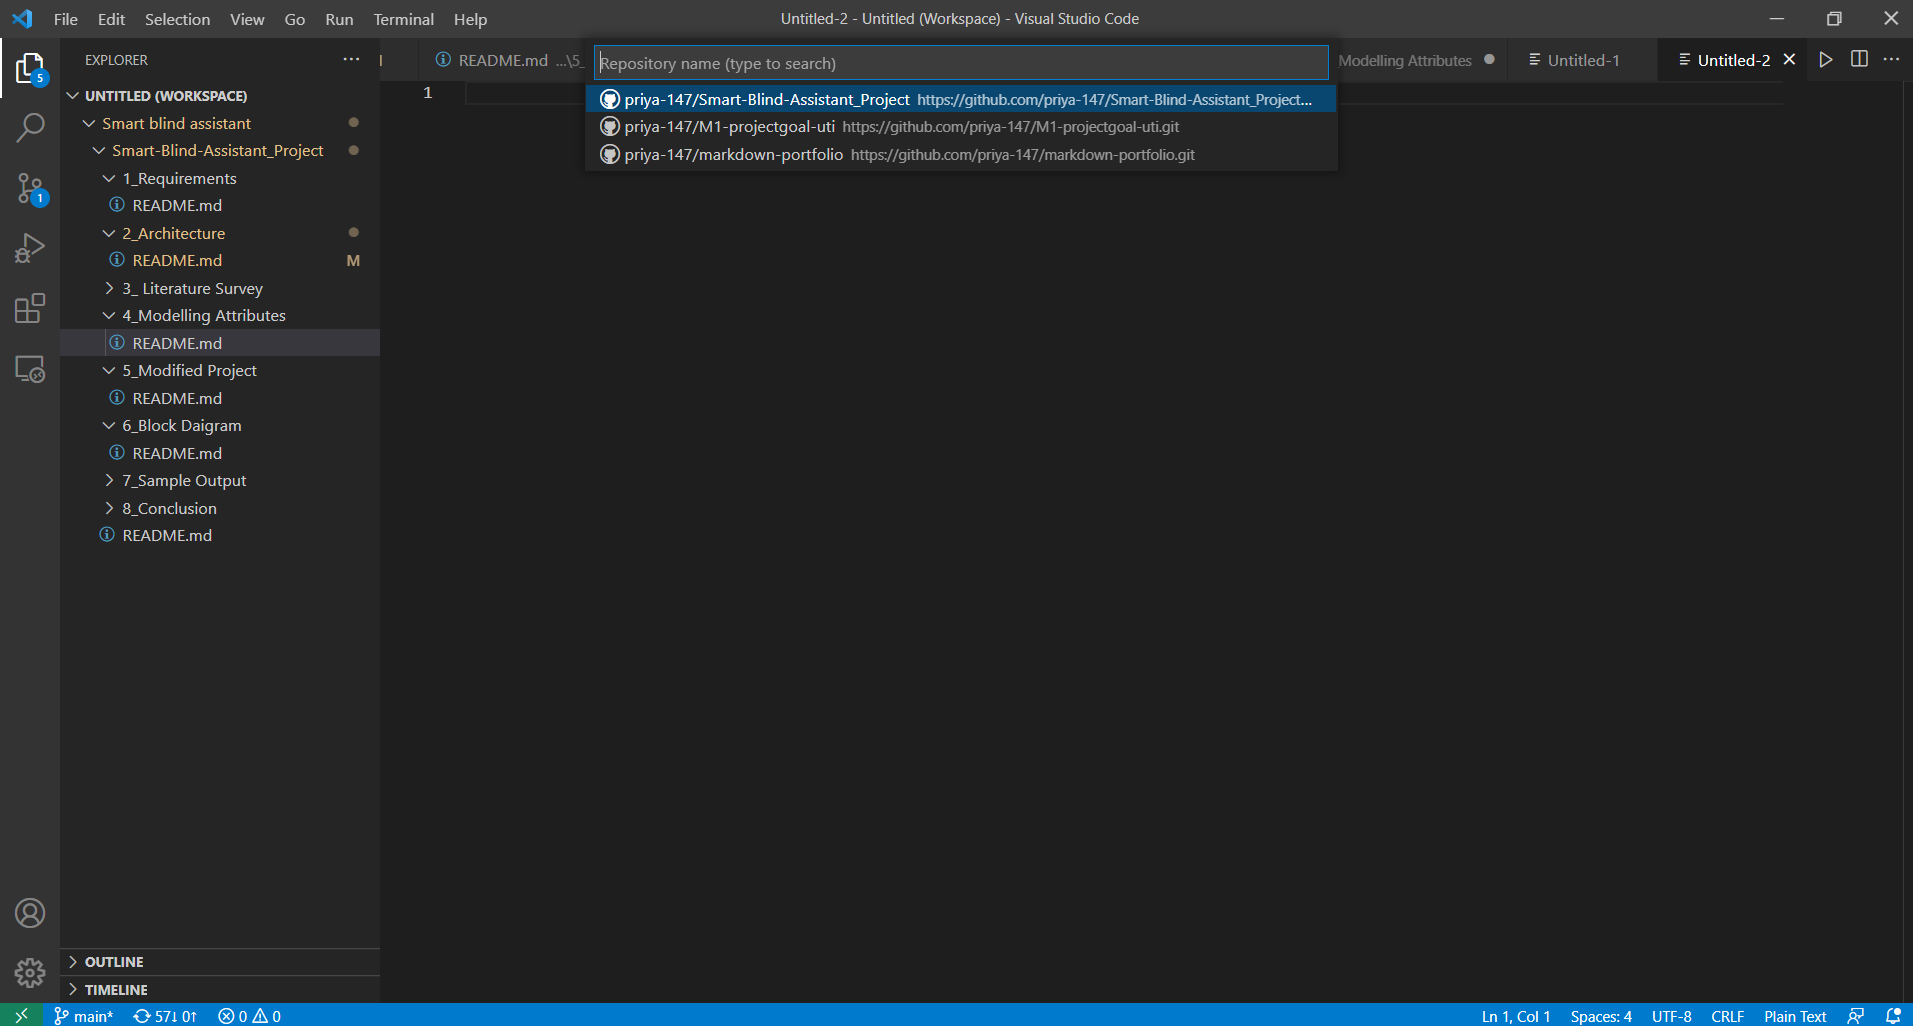 File Edit Selection View Go Run Terminal Help
Untitled-2 - Untitled (Workspace) - Visual Studio Code
EXPLORER
README.md ...\5_
Repository name (type to search)
Modelling Attributes
Untitled-1
Untitled-2
priya-147/Smart-Blind-Assistant_Project https://github.com/priya-147/Smart-Blind-Assistant_Project...
priya-147/M1-projectgoal-uti https://github.com/priya-147/M1-projectgoal-uti.git
priya-147/markdown-portfolio https://github.com/priya-147/markdown-portfolio.git
1
5
1
UNTITLED (WORKSPACE)
Smart blind assistant
Smart-Blind-Assistant_Project
1_Requirements
README.md
2_Architecture
README.md M
3_ Literature Survey
4_Modelling Attributes
README.md
5_Modified Project
README.md
6_Block Daigram
README.md
7_Sample Output
8_Conclusion
README.md
OUTLINE
TIMELINE
main* 57↓ 0↑ 0 0
Ln 1, Col 1 Spaces: 4 UTF-8 CRLF Plain Text